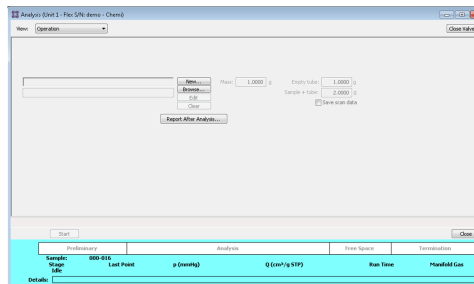 Analysis (Unit 1 - Flex S/N: demo - Chemi)
View: Operation Close Valve
New... Mass: 1.0000 g Empty tube: 1.0000 g
Browse... Sample + tube: 2.0000 g
Edit Save scan data
Clear
Report After Analysis...
Start Close
Preliminary Analysis Free Space Termination
Sample: 000-016
Stage Last Point p (mmHg) Q (cm³/g STP) Run Time Manifold Gas
Idle
Details: